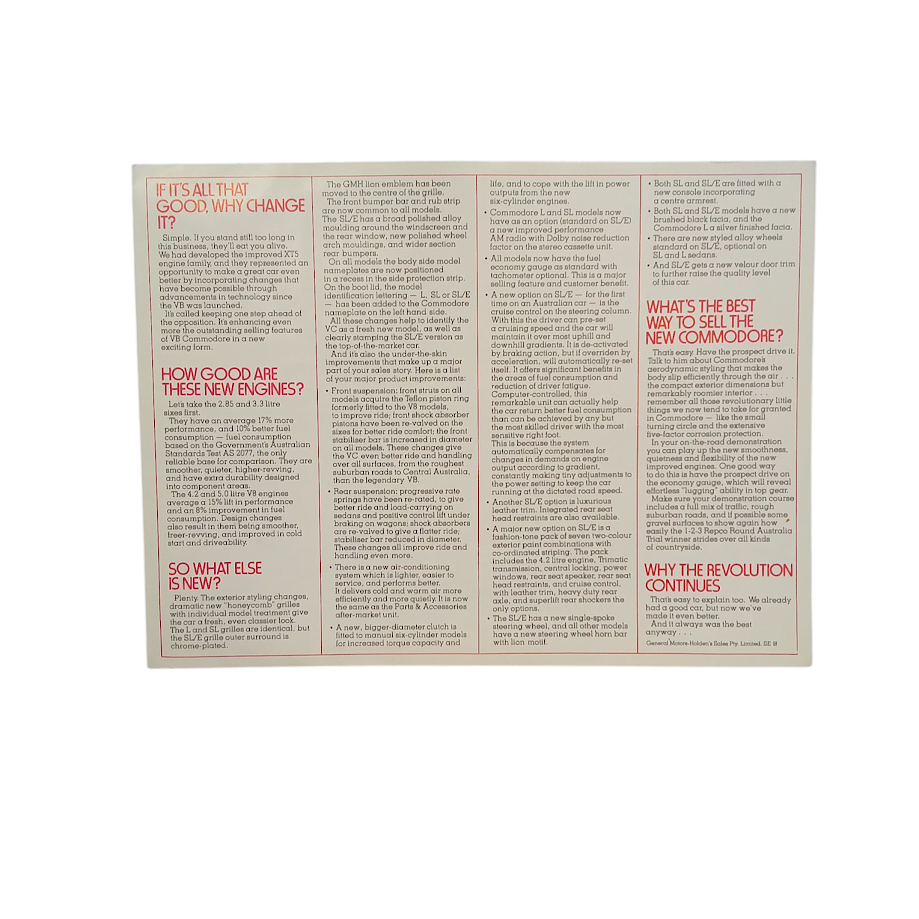 IF IT'S ALL THAT
GOOD, WHY CHANGE
IT?
Simple. If you stand still too long in
this business, they'll eat you alive.
We had developed the improved XT5
engine family, and they represented an
opportunity to make a great car even
better by incorporating changes that
have become possible through
advancements in technology since
the VB was launched.
It's called keeping one step ahead of
the opposition. It's enhancing even
more the outstanding selling features
of VB Commodore in a new
exciting form.
HOW GOOD ARE
THESE NEW ENGINES?
Let's take the 2.85 and 3.3 litre
sixes first.
They have an average 17% more
performance, and 10% better fuel
consumption — fuel consumption
based on the Government's Australian
Standards Test AS 2077, the only
reliable base for comparison. They are
smoother, quieter, higher-revving,
and have extra durability designed
into component areas.
The 4.2 and 5.0 litre V8 engines
average a 15% lift in performance
and an 8% improvement in fuel
consumption. Design changes
also result in them being smoother,
freer-revving, and improved in cold
start and driveability.
SO WHAT ELSE
IS NEW?
Plenty. The exterior styling changes,
dramatic new "honeycomb" grilles
with individual model treatment give
the car a fresh, even classier look.
The L and SL grilles are identical, but
the SL/E grille outer surround is
chrome-plated.
The GMH lion emblem has been
moved to the centre of the grille.
The front bumper bar and rub strip
are now common to all models.
The SL/E has a broad polished alloy
moulding around the windscreen and
the rear window, new polished wheel
arch mouldings, and wider section
rear bumpers.
On all models the body side model
nameplates are now positioned
in a recess in the side protection strip.
On the boot lid, the model
identification lettering — L, SL or SL/E
— has been added to the Commodore
nameplate on the left hand side.
All these changes help to identify the
VC as a fresh new model, as well as
clearly stamping the SL/E version as
the top-of-the-market car.
And it's also the under-the-skin
improvements that make up a major
part of your sales story. Here is a list
of your major product improvements:
• Front suspension: front struts on all
models acquire the Teflon piston ring
formerly fitted to the V8 models,
to improve ride; front shock absorber
pistons have been re-valved on the
sixes for better ride comfort; the front
stabiliser bar is increased in diameter
on all models. These changes give
the VC even better ride and handling
over all surfaces, from the roughest
suburban roads to Central Australia,
than the legendary VB.
• Rear suspension: progressive rate
springs have been re-rated, to give
better ride and load-carrying on
sedans and positive control lift under
braking on wagons; shock absorbers
are re-valved to give a flatter ride;
stabiliser bar reduced in diameter.
These changes all improve ride and
handling even more.
• There is a new air-conditioning
system which is lighter, easier to
service, and performs better.
It delivers cold and warm air more
efficiently and more quietly. It is now
the same as the Parts & Accessories
after-market unit.
• A new, bigger-diameter clutch is
fitted to manual six-cylinder models
for increased torque capacity and
life, and to cope with the lift in power
outputs from the new
six-cylinder engines.
• Commodore L and SL models now
have an option (standard on SL/E)
a new improved performance
AM radio with Dolby noise reduction
factor on the stereo cassette unit.
• All models now have the fuel
economy gauge as standard with
tachometer optional. This is a major
selling feature and customer benefit.
• A new option on SL/E — for the first
time on an Australian car — is the
cruise control on the steering column.
With this the driver can pre-set
a cruising speed and the car will
maintain it over most uphill and
downhill gradients. It is de-activated
by braking action, but if overriden by
acceleration, will automatically re-set
itself. It offers significant benefits in
the areas of fuel consumption and
reduction of driver fatigue.
Computer-controlled, this
remarkable unit can actually help
the car return better fuel consumption
than can be achieved by any but
the most skilled driver with the most
sensitive right foot.
This is because the system
automatically compensates for
changes in demands on engine
output according to gradient,
constantly making tiny adjustments to
the power setting to keep the car
running at the dictated road speed.
• Another SL/E option is luxurious
leather trim. Integrated rear seat
head restraints are also available.
• A major new option on SL/E is a
fashion-tone pack of seven two-colour
exterior paint combinations with
co-ordinated striping. The pack
includes the 4.2 litre engine, Trimatic
transmission, central locking, power
windows, rear seat speaker, rear seat
head restraints, and cruise control,
with leather trim, heavy duty rear
axle, and superlift rear shockers the
only options.
• The SL/E has a new single-spoke
steering wheel, and all other models
have a new steering wheel horn bar
with lion motif.
• Both SL and SL/E are fitted with a
new console incorporating
a centre armrest.
• Both SL and SL/E models have a new
brushed black facia, and the
Commodore L a silver finished facia.
• There are new styled alloy wheels
standard on SL/E, optional on
SL and L sedans.
• And SL/E gets a new velour door trim
to further raise the quality level
of this car.
WHAT'S THE BEST
WAY TO SELL THE
NEW COMMODORE?
That's easy. Have the prospect drive it.
Talk to him about Commodore's
aerodynamic styling that makes the
body slip efficiently through the air . . .
the compact exterior dimensions but
remarkably roomier interior . . .
remember all those revolutionary little
things we now tend to take for granted
in Commodore — like the small
turning circle and the extensive
five-factor corrosion protection.
In your on-the-road demonstration
you can play up the new smoothness,
quietness and flexibility of the new
improved engines. One good way
to do this is have the prospect drive on
the economy gauge, which will reveal
effortless "lugging" ability in top gear.
Make sure your demonstration course
includes a full mix of traffic, rough
suburban roads, and if possible some
gravel surfaces to show again how
easily the 1-2-3 Repco Round Australia
Trial winner strides over all kinds
of countryside.
WHY THE REVOLUTION
CONTINUES
That's easy to explain too. We already
had a good car, but now we've
made it even better.
And it always was the best
anyway . . .
General Motors-Holden's Sales Pty. Limited. SE 18